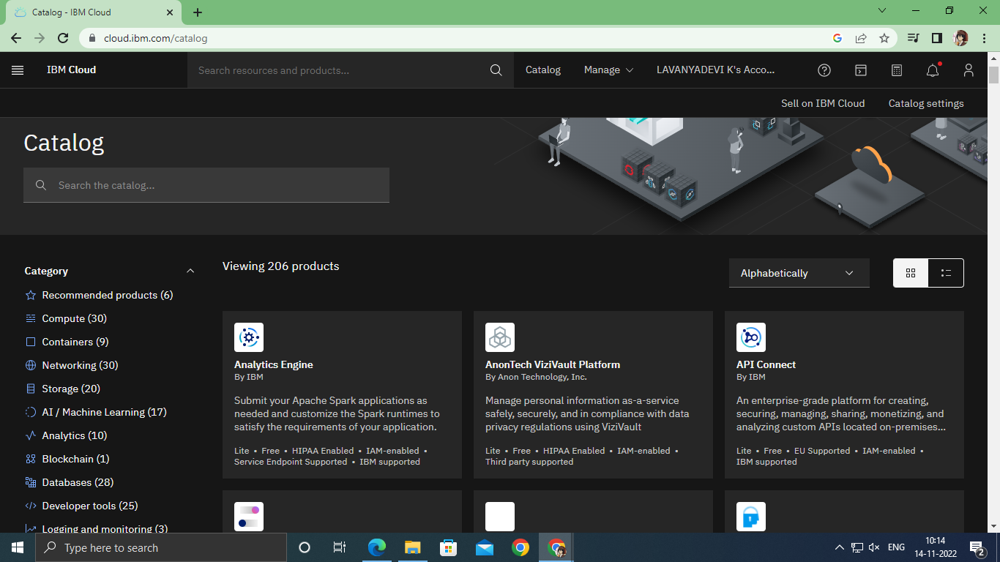 Catalog - IBM Cloud
cloud.ibm.com/catalog
IBM Cloud
Search resources and products...
Catalog
Manage
LAVANYADEVI K's Acco...
Sell on IBM Cloud
Catalog settings
Catalog
Search the catalog...
Category
Recommended products (6)
Compute (30)
Containers (9)
Networking (30)
Storage (20)
AI / Machine Learning (17)
Analytics (10)
Blockchain (1)
Databases (28)
Developer tools (25)
Logging and monitoring (3)
Viewing 206 products
Alphabetically
Analytics Engine
By IBM
Submit your Apache Spark applications as
needed and customize the Spark runtimes to
satisfy the requirements of your application.
Lite • Free • HIPAA Enabled • IAM-enabled •
Service Endpoint Supported • IBM supported
AnonTech ViziVault Platform
By Anon Technology, Inc.
Manage personal information as-a-service
safely, securely, and in compliance with data
privacy regulations using ViziVault
Lite • Free • HIPAA Enabled • IAM-enabled •
Third party supported
API Connect
By IBM
An enterprise-grade platform for creating,
securing, managing, sharing, monetizing, and
analyzing custom APIs located on-premises...
Lite • Free • EU Supported • IAM-enabled •
IBM supported
Type here to search
ENG
10:14
14-11-2022
2